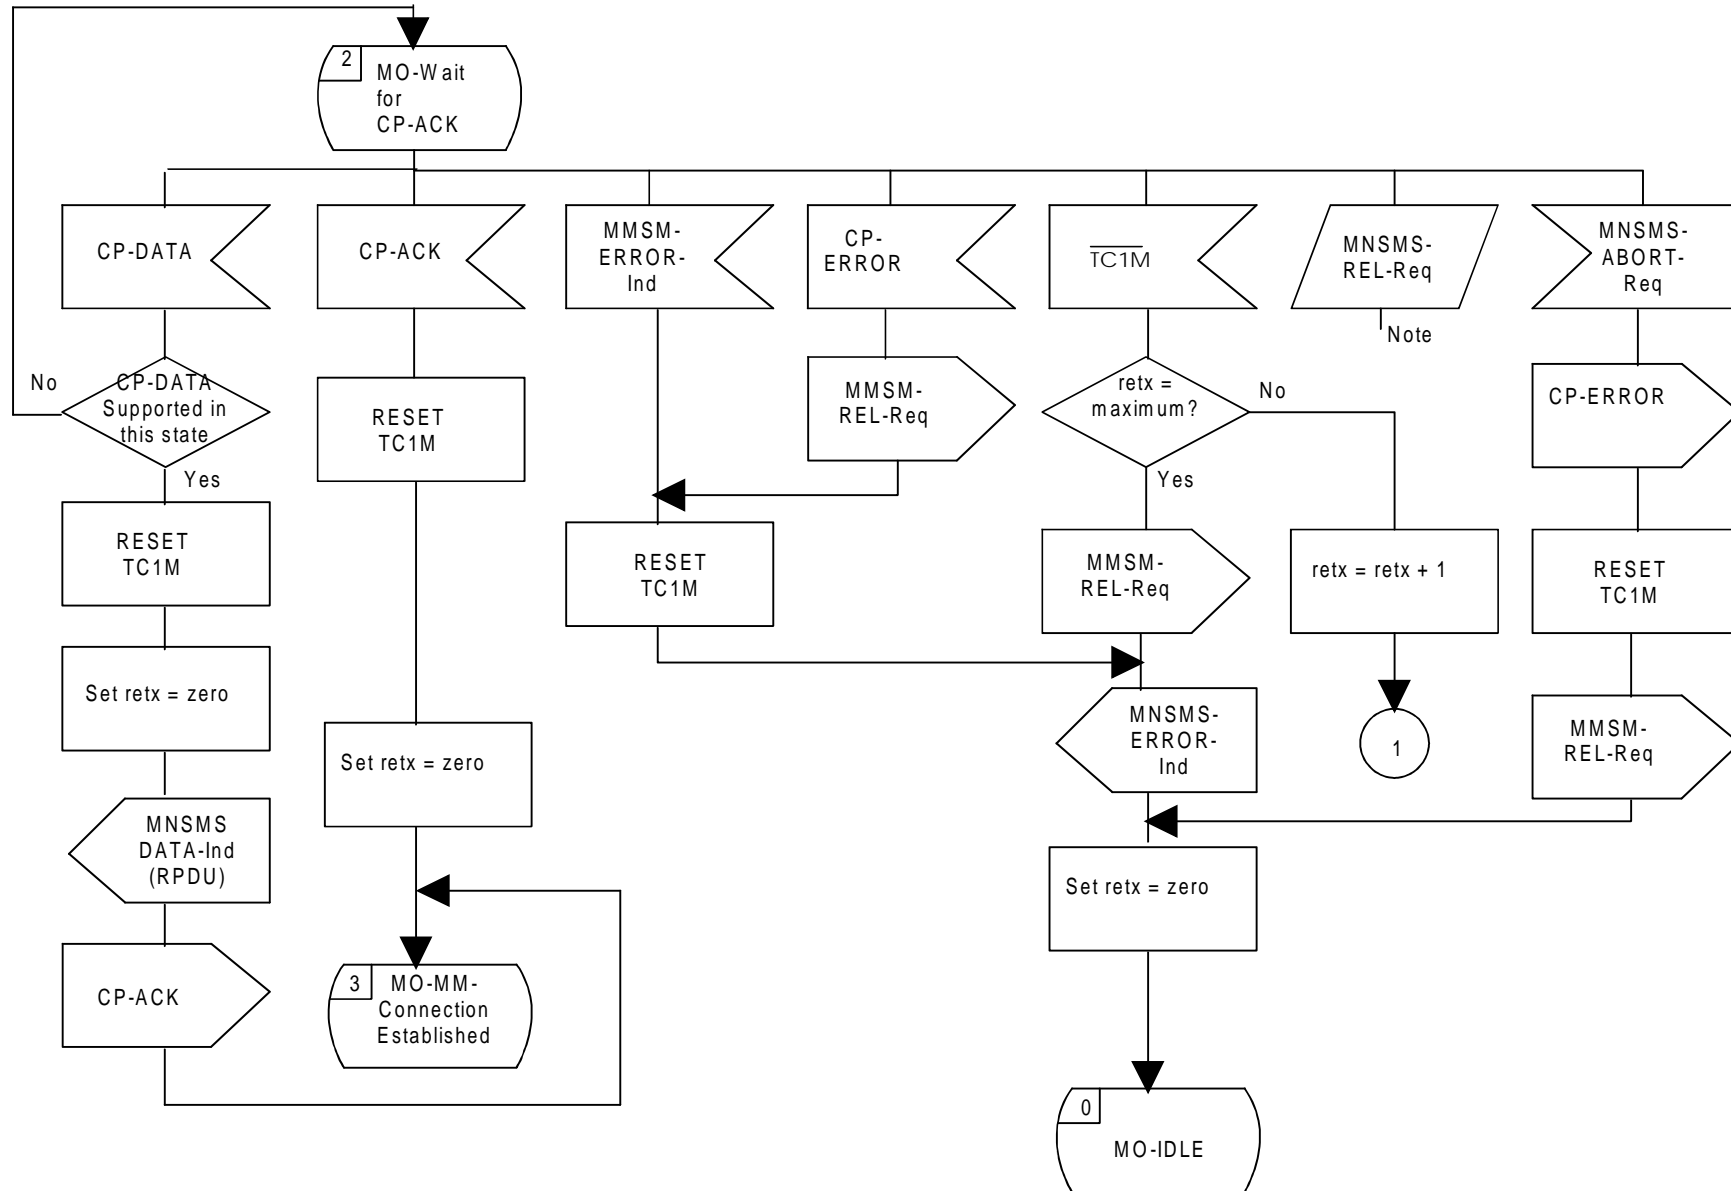 2
MO-Wait
for
CP-ACK
CP-DATA
CP-ACK
MMSM-
ERROR-
Ind
CP-
ERROR
TC1M
MNSMS-
REL-Req
Note
MNSMS-
ABORT-
Req
No
CP-DATA
Supported in
this state
Yes
RESET
TC1M
MMSM-
REL-Req
retx =
maximum?
No
Yes
CP-ERROR
RESET
TC1M
RESET
TC1M
MMSM-
REL-Req
retx = retx + 1
RESET
TC1M
Set retx = zero
Set retx = zero
MNSMS-
ERROR-
Ind
1
MMSM-
REL-Req
MNSMS
DATA-Ind
(RPDU)
Set retx = zero
CP-ACK
3
MO-MM-
Connection
Established
0
MO-IDLE